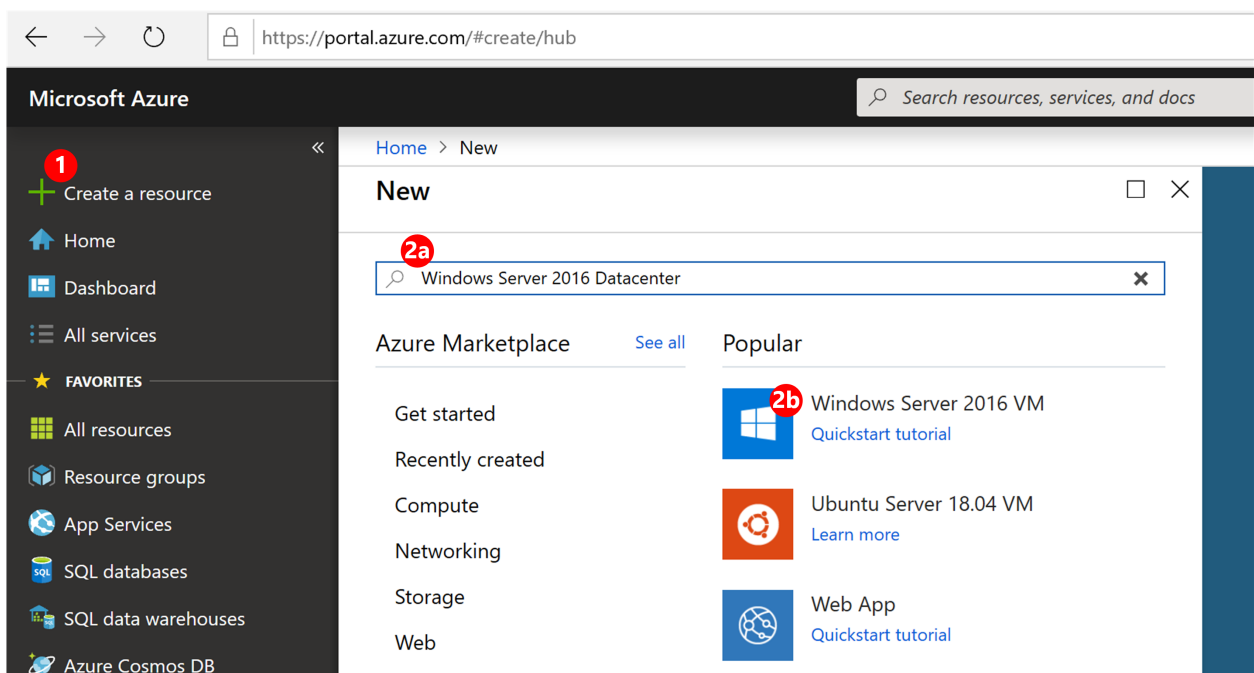 https://portal.azure.com/#create/hub
Microsoft Azure
Search resources, services, and docs
«
1
Create a resource
Home
Dashboard
All services
FAVORITES
All resources
Resource groups
App Services
SQL
SQL databases
SQL data warehouses
Azure Cosmos DB
Home > New
New
2a
Windows Server 2016 Datacenter
Azure Marketplace
See all
Get started
Recently created
Compute
Networking
Storage
Web
Popular
2b
Windows Server 2016 VM
Quickstart tutorial
Ubuntu Server 18.04 VM
Learn more
Web App
Quickstart tutorial